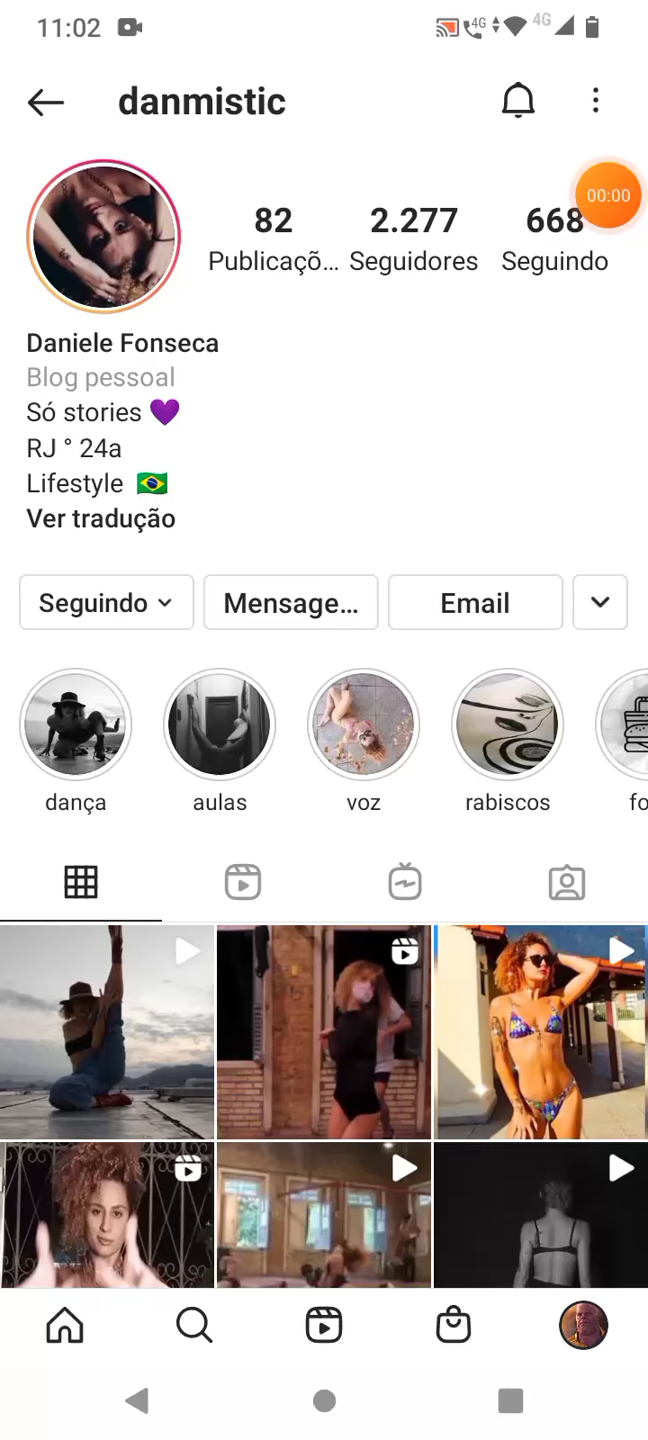 11:02 4G 4G
danmistic
00:00
82 2.277 668
Publicaçõ... Seguidores Seguindo
Daniele Fonseca
Blog pessoal
Só stories 💜
RJ ° 24a
Lifestyle 🇧🇷
Ver tradução
Seguindo Mensage... Email
dança aulas voz rabiscos fo